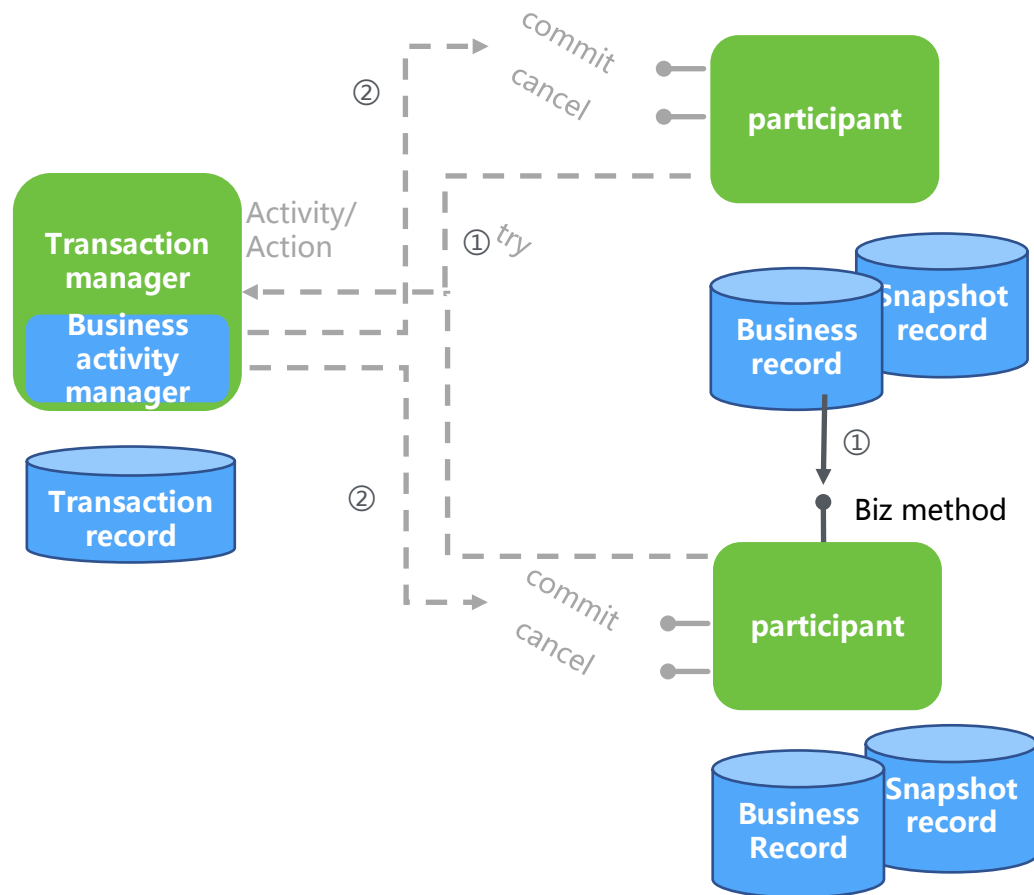 commit
cancel
②
participant
Activity/
Action
① try
Transaction
manager
Business
activity
manager
Snapshot
record
Business
record
①
Transaction
record
②
Biz method
commit
cancel
participant
Snapshot
record
Business
Record